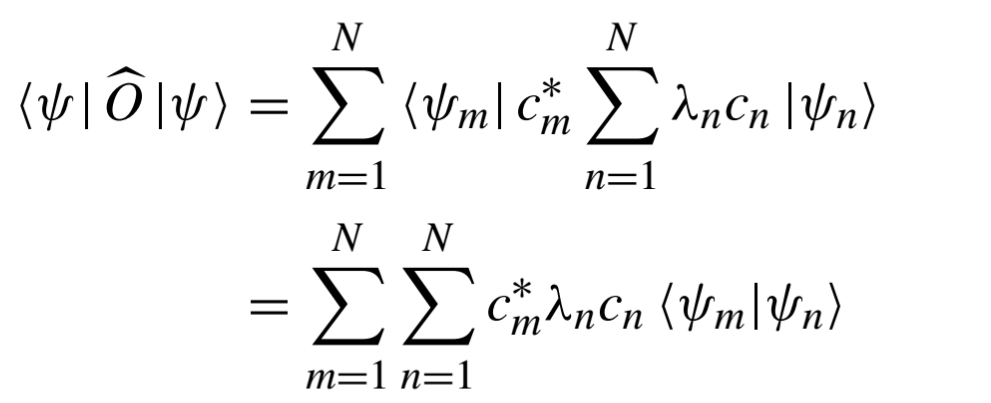 ⟨ψ| Ô |ψ⟩ = ∑_{m=1}^{N} ⟨ψ_m| c_m^* ∑_{n=1}^{N} λ_n c_n |ψ_n⟩
= ∑_{m=1}^{N} ∑_{n=1}^{N} c_m^* λ_n c_n ⟨ψ_m|ψ_n⟩